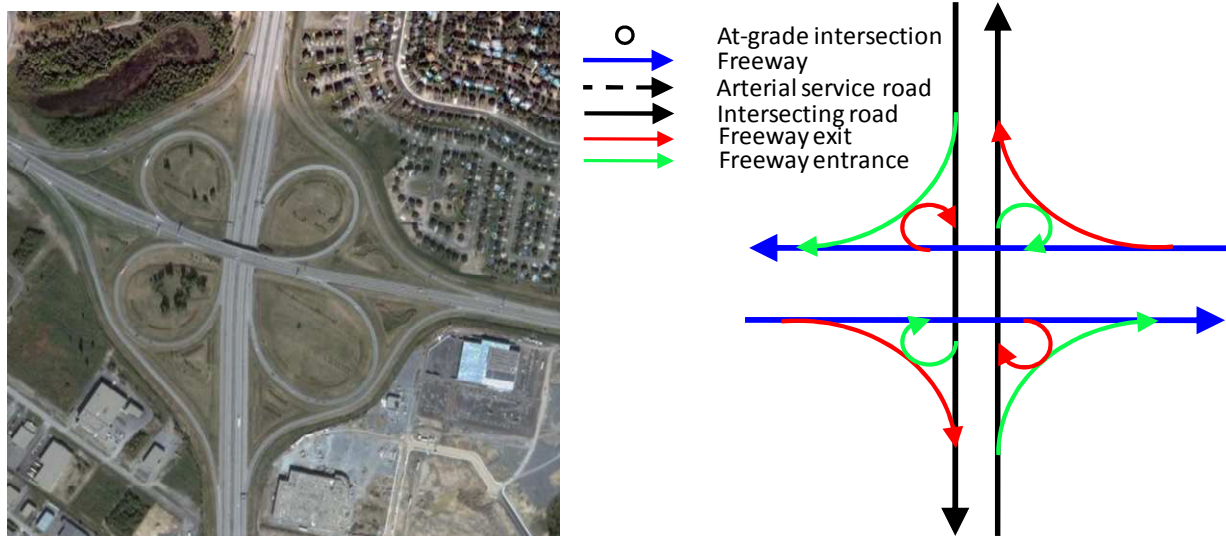 At-grade intersection
Freeway
Arterial service road
Intersecting road
Freeway exit
Freeway entrance